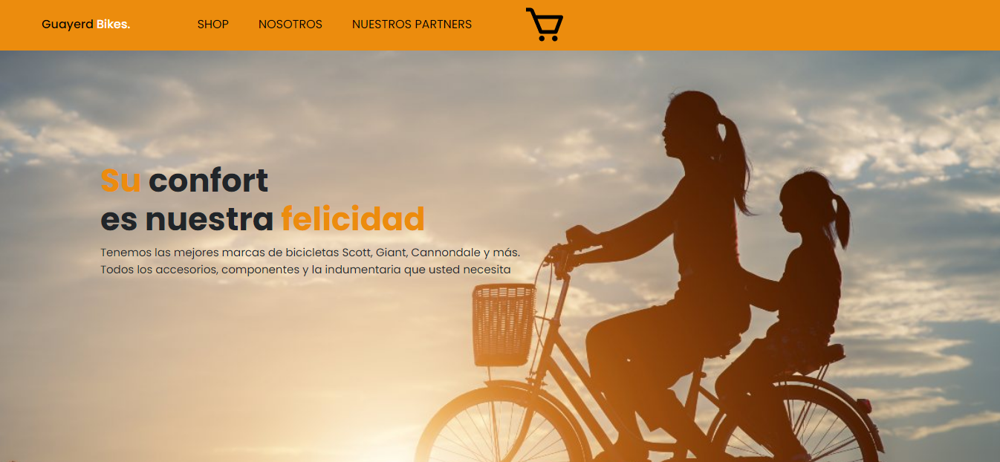 Guayerd Bikes.
SHOP
NOSOTROS
NUESTROS PARTNERS
Su confort
es nuestra felicidad
Tenemos las mejores marcas de bicicletas Scott, Giant, Cannondale y más.
Todos los accesorios, componentes y la indumentaria que usted necesita